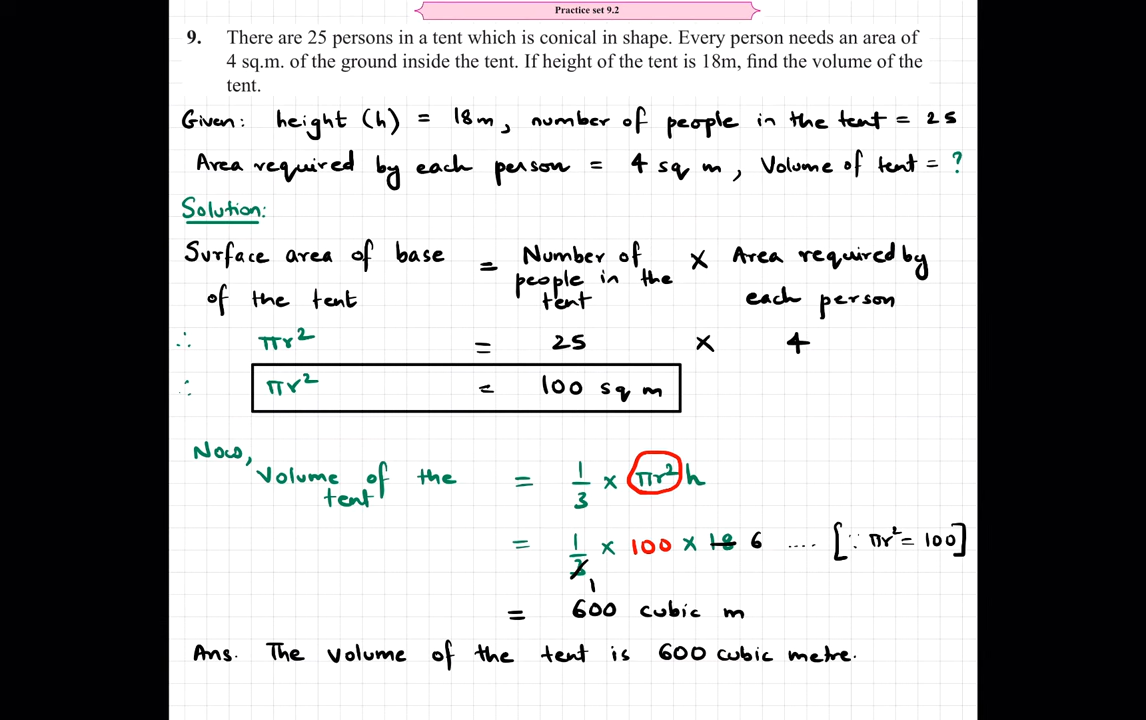 Practice set 9.2
9. There are 25 persons in a tent which is conical in shape. Every person needs an area of
4 sq.m. of the ground inside the tent. If height of the tent is 18m, find the volume of the
tent.
Given: height (h) = 18m, number of people in the tent = 25
Area required by each person = 4 sq m, Volume of tent = ?
Solution:
Surface area of base of the tent = Number of people in the tent × Area required by each person
∴ πr² = 25 × 4
∴ πr² = 100 sq m
Now,
Volume of the tent = 1/3 × πr² h
= 1/3 1 × 100 × 18 6 .... [∵ πr² = 100]
= 600 cubic m
Ans. The volume of the tent is 600 cubic metre.